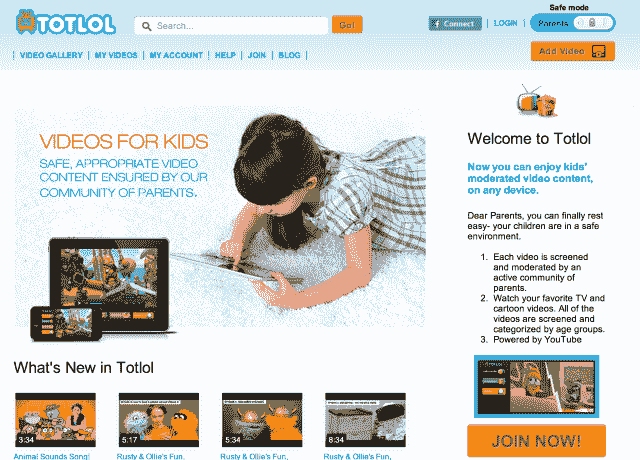 TOTLOL
Search...
Go!
Connect
LOGIN
Safe mode
Parents
VIDEO GALLERY
MY VIDEOS
MY ACCOUNT
HELP
JOIN
BLOG
Add Video
VIDEOS FOR KIDS
SAFE, APPROPRIATE VIDEO
CONTENT ENSURED BY OUR
COMMUNITY OF PARENTS.
Welcome to Totlol
Now you can enjoy kids'
moderated video content,
on any device.
Dear Parents, you can finally rest
easy- your children are in a safe
environment.
1. Each video is screened
and moderated by an
active community of
parents.
2. Watch your favorite TV and
cartoon videos. All of the
videos are screened and
categorized by age groups.
3. Powered by YouTube
JOIN NOW!
What's New in Totlol
3:34
5:17
5:34
8:34
Animal Sounds Song!
Rusty & Ollie's Fun,
Rusty & Ollie's Fun,
Rusty & Ollie's Fun,